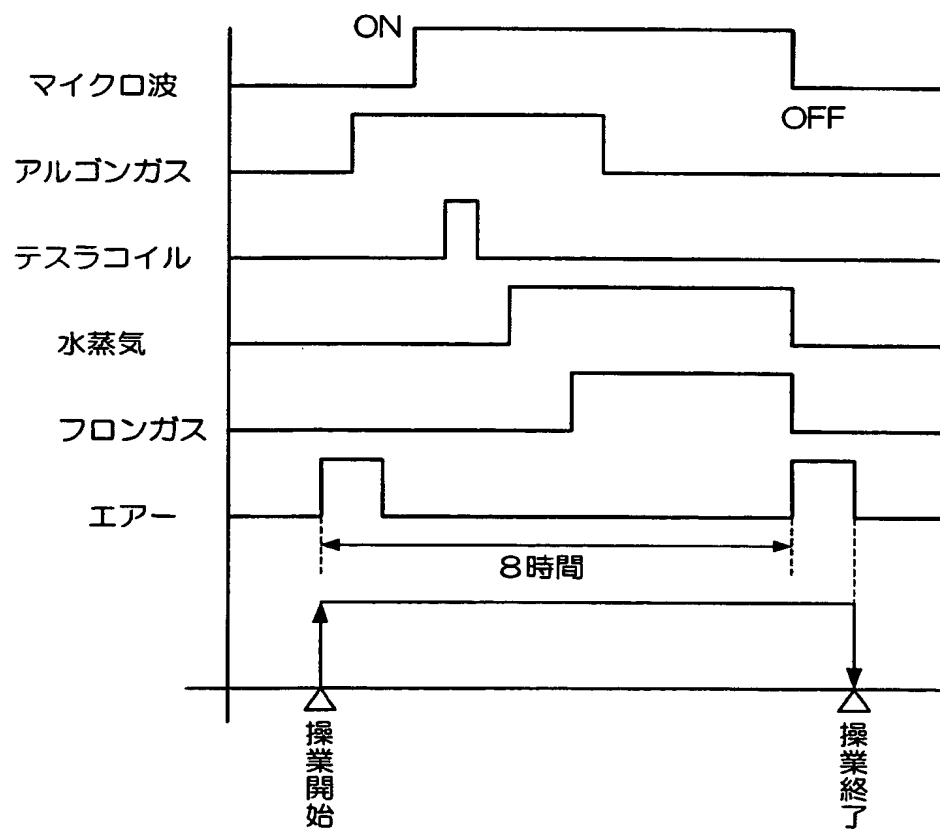 ON
マイクロ波
OFF
アルゴンガス
テスラコイル
水蒸気
フロンガス
エアー
8時間
操業開始
操業終了